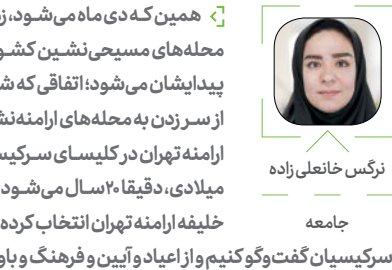 همین که دی ماه می‌شود، ز
محله‌های مسیحی‌نشین کشو
پیدایشان می‌شود؛ اتفاقی که ش
از سر زدن به محله‌های ارامنه‌نش
ارامنه تهران در کلیسای سرکیس
میلادی، دقیقا ۲۰ سال می‌شود
خلیفه ارامنه تهران انتخاب کرده
سرکیسیان گفت‌وگو کنیم و از اعیاد و آیین و فرهنگ و باو
نرگس خانعلی زاده
جامعه